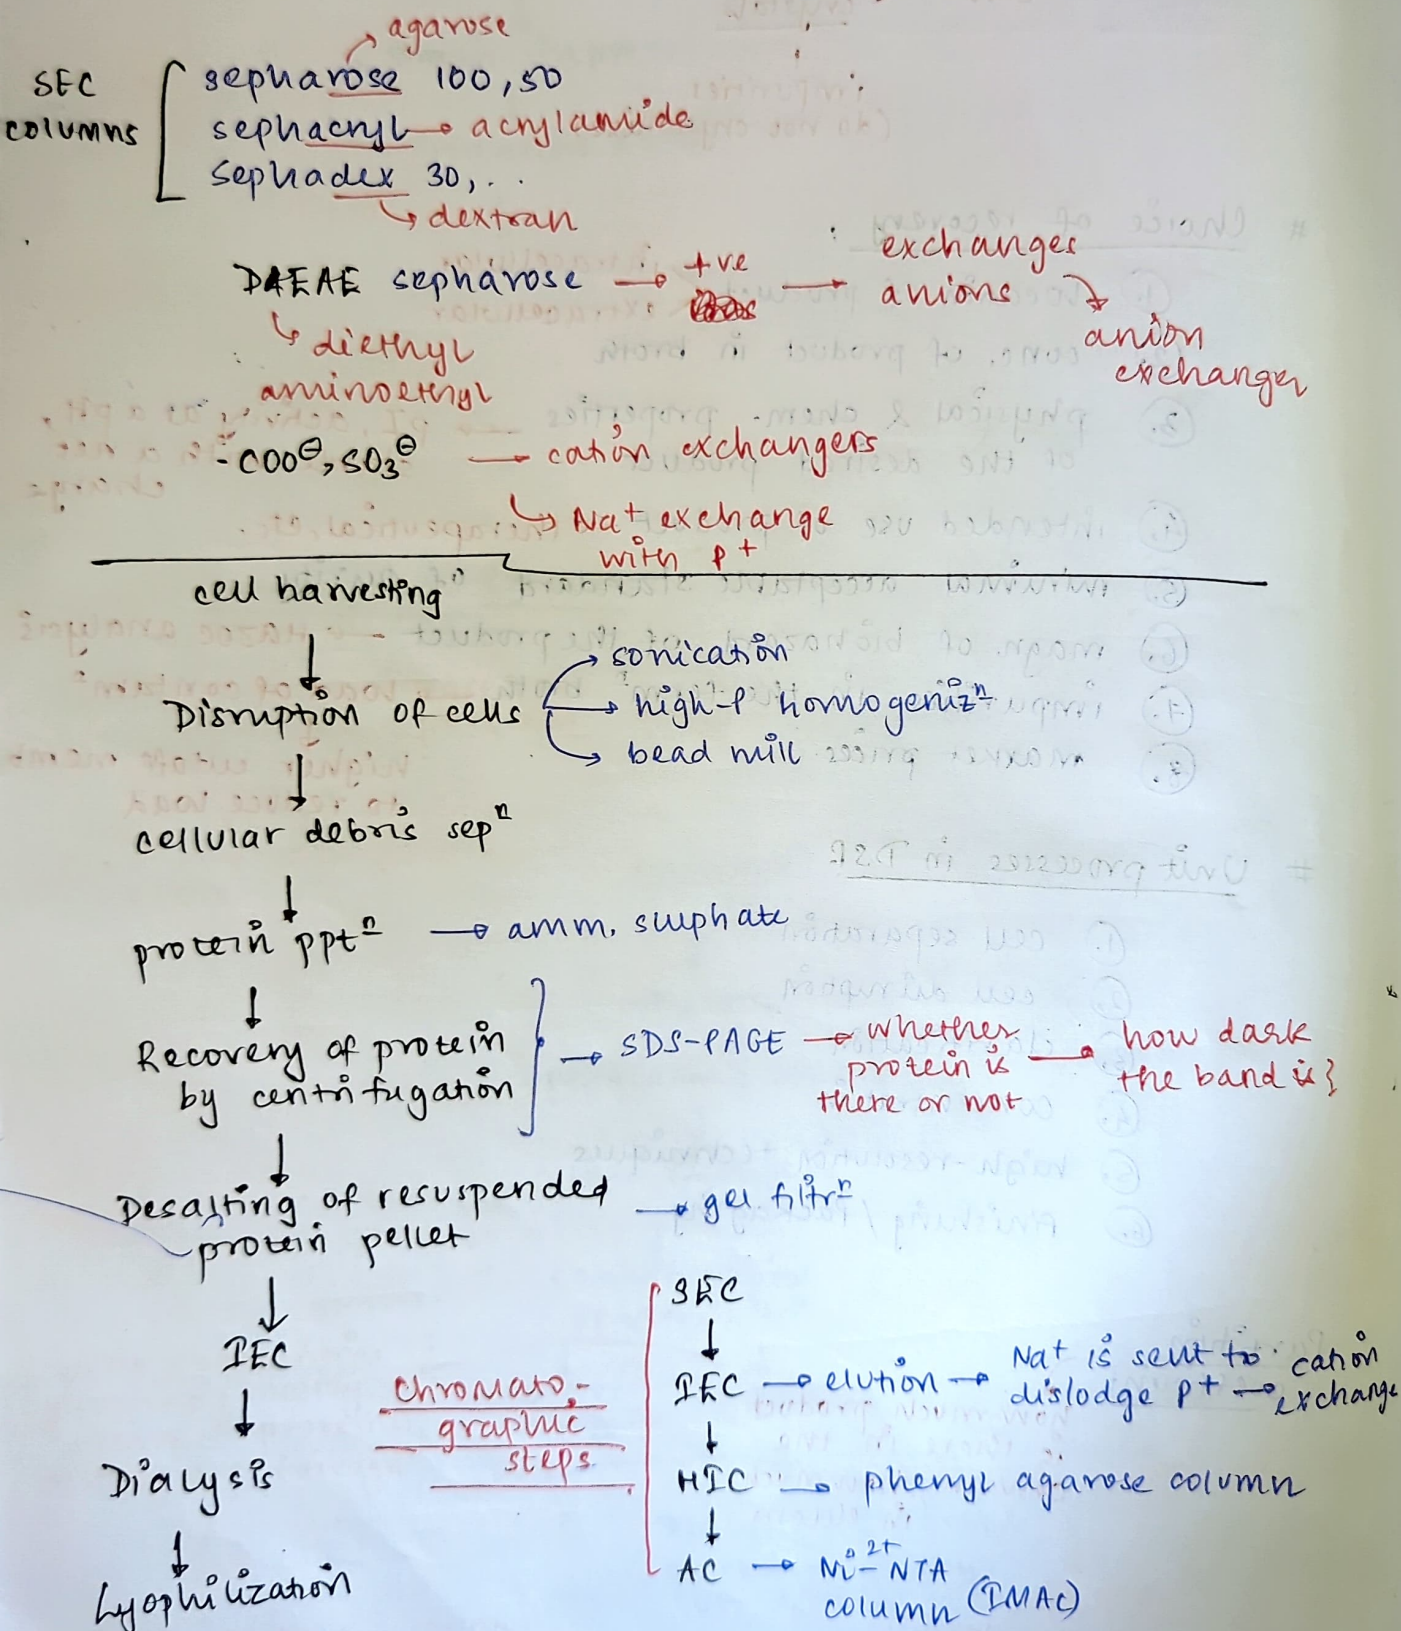 agarose
SEC
columns
sepharose 100, 50
sephacryl → acrylamide
sephadex 30, . .
dextran
DAEAE sepharose → +ve → exchanges
anions
anion
exchanger
diethyl
aminoethyl
-COO⊖, SO3⊖ → cation exchangers
Na+ exchange
with P+
cell harvesting
↓
Disruption of cells
sonication
high-P homogenizⁿ
bead mill
↓
cellular debris sepⁿ
↓
protein pptⁿ → amm. sulphate
↓
Recovery of protein
by centrifugation
→ SDS-PAGE → whether
protein is
there or not
→ how dark
the band is}
↓
Desalting of resuspended
protein pellet
→ gel filtrⁿ
↓
IEC
↓
Dialysis
↓
Lyophilization
chromato-
graphic
steps
SEC
↓
IEC → elution → Na+ is sent to
dislodge P+ → cation
exchange
↓
HIC → phenyl agarose column
↓
AC → Ni²⁺-NTA
column (IMAC)